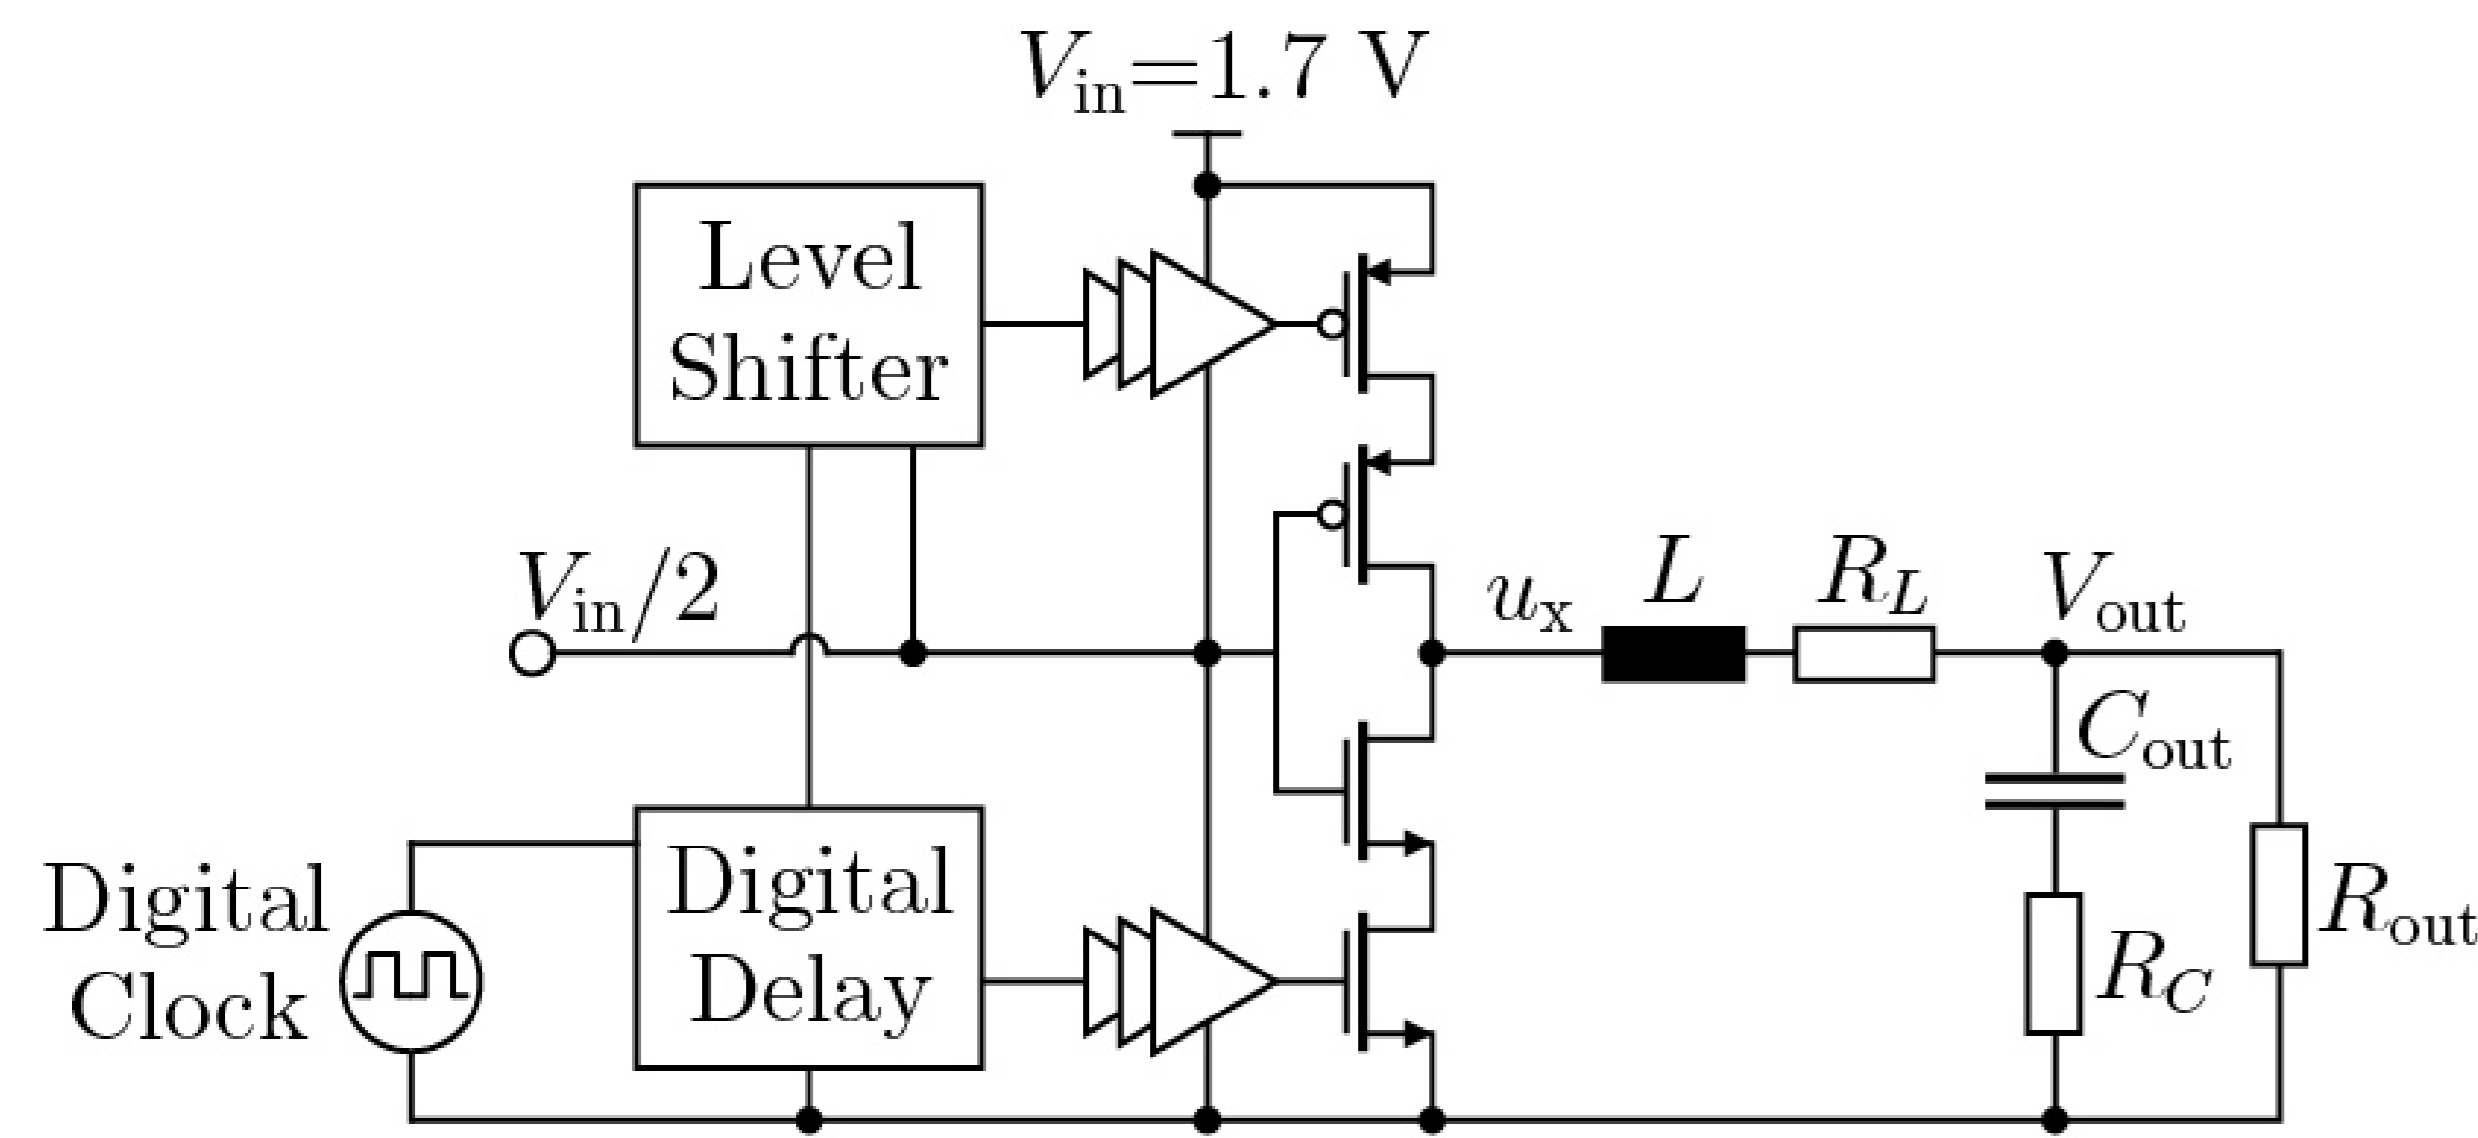 V_in=1.7 V
Level
Shifter
V_in/2
u_x
L
R_L
V_out
C_out
Digital
Clock
Digital
Delay
R_C
R_out